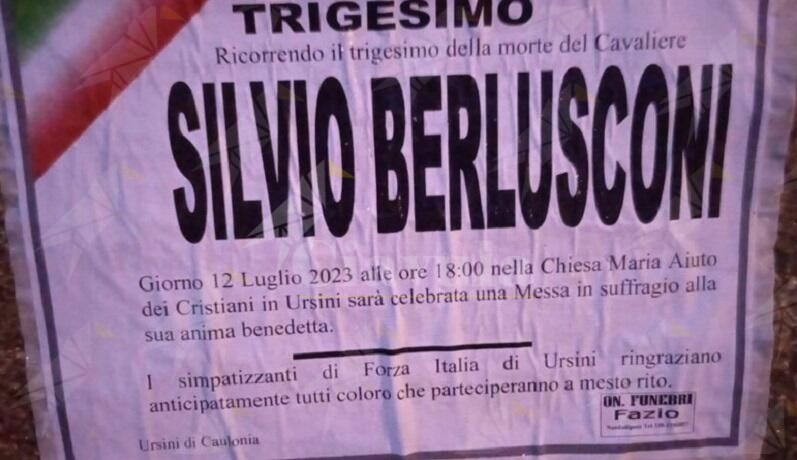 TRIGESIMO
Ricorrendo il trigesimo della morte del Cavaliere
SILVIO BERLUSCONI
Giorno 12 Luglio 2023 alle ore 18:00 nella Chiesa Maria Aiuto
dei Cristiani in Ursini sarà celebrata una Messa in suffragio alla
sua anima benedetta.
I simpatizzanti di Forza Italia di Ursini ringraziano
anticipatamente tutti coloro che parteciperanno a mesto rito.
ON. FUNEBRI
Fazio
Ursini di Caulonia